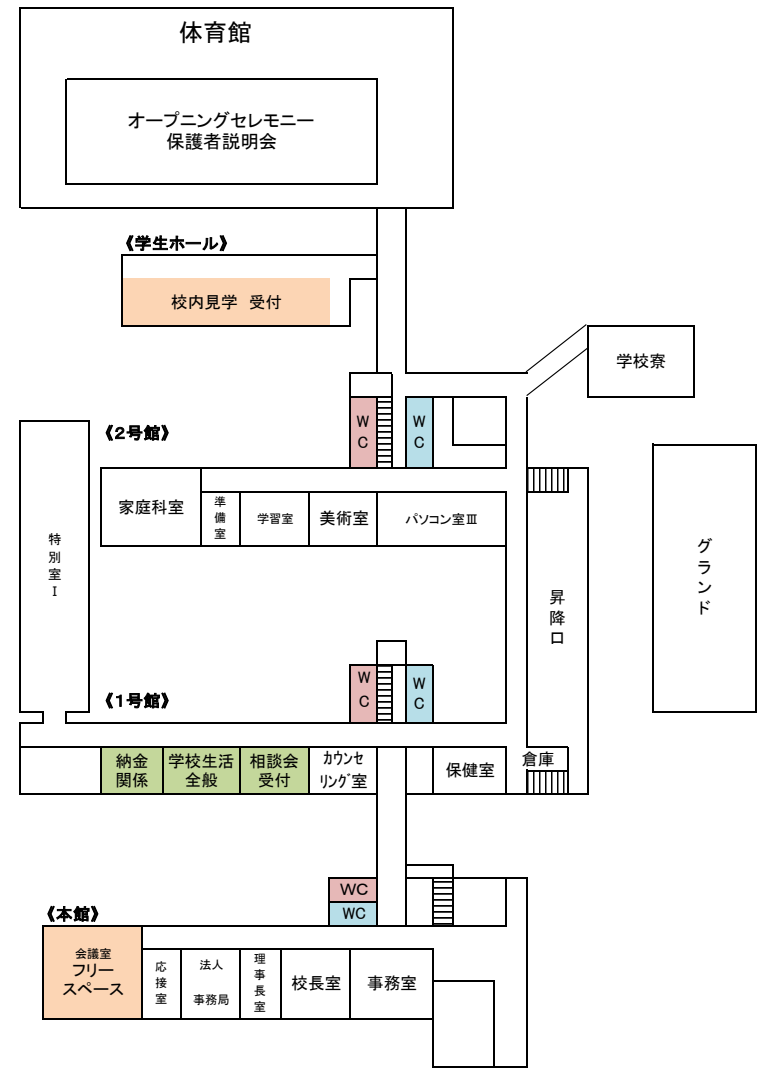 体育館
オープニングセレモニー
保護者説明会
《学生ホール》
校内見学　受付
学校寮
WC
WC
《2号館》
家庭科室
準備室
学習室
美術室
パソコン室Ⅲ
特別室Ⅰ
昇降口
グランド
WC
WC
《1号館》
納金
関係
学校生活
全般
相談会
受付
ｶｳﾝｾ
ﾘﾝｸﾞ室
保健室
倉庫
WC
WC
《本館》
会議室
フリー
スペース
応接室
法人
事務局
理事長室
校長室
事務室